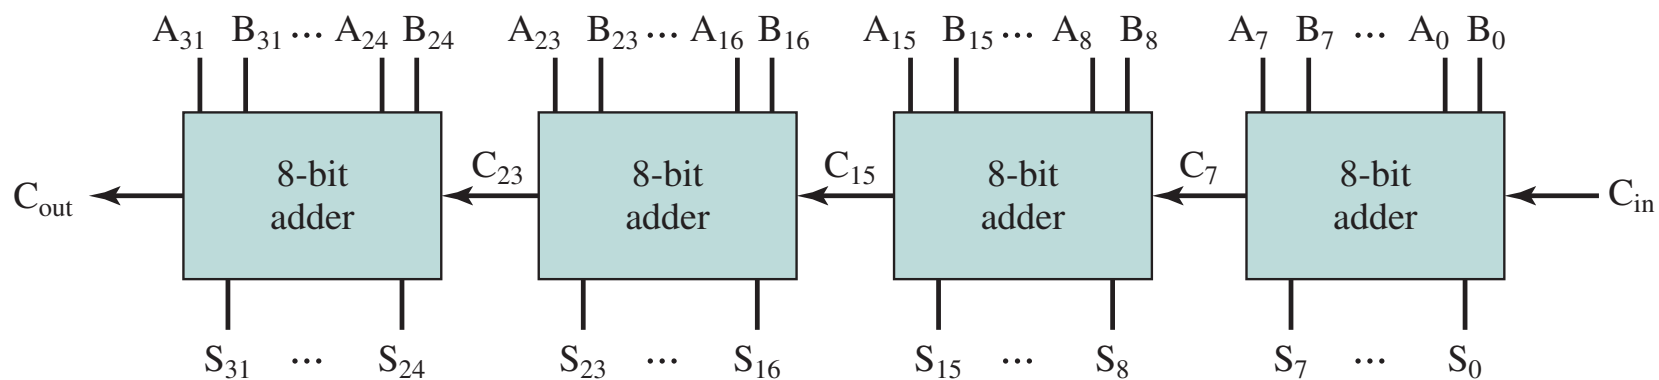 A₃₁ B₃₁ ... A₂₄ B₂₄ A₂₃ B₂₃ ... A₁₆ B₁₆ A₁₅ B₁₅ ... A₈ B₈ A₇ B₇ ... A₀ B₀
C₂₃ C₁₅ C₇
8-bit 8-bit 8-bit 8-bit
C_out C_in
adder adder adder adder
S₃₁ ... S₂₄ S₂₃ ... S₁₆ S₁₅ ... S₈ S₇ ... S₀